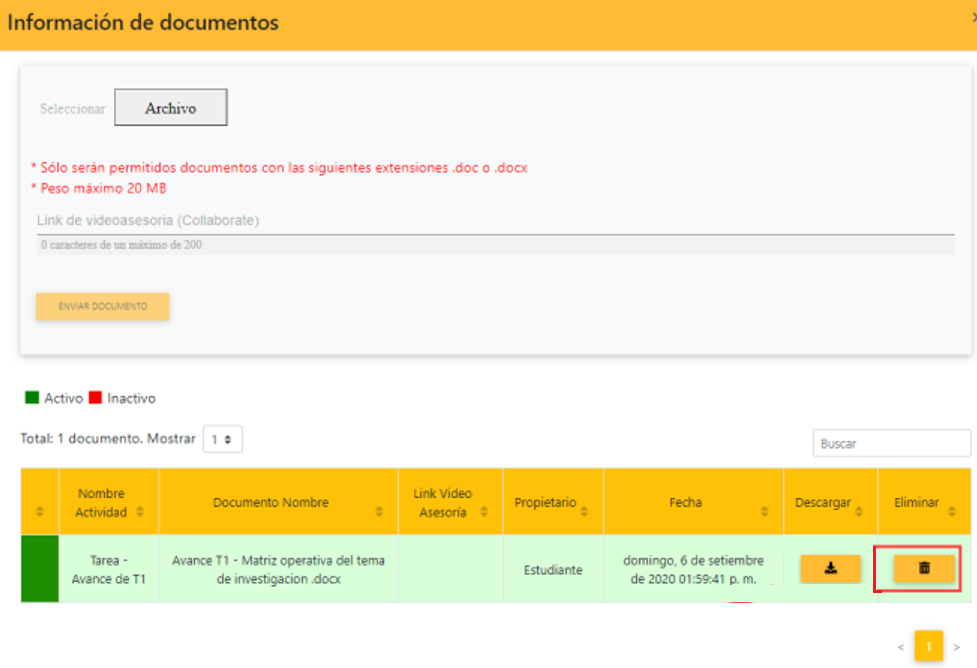 Información de documentos
Seleccionar Archivo
* Sólo serán permitidos documentos con las siguientes extensiones .doc o .docx
* Peso máximo 20 MB
Link de videoasesoria (Collaborate)
0 caracteres de un máximo de 200
ENVIAR DOCUMENTO
Activo Inactivo
Total: 1 documento. Mostrar 1
Buscar
Nombre Actividad
Documento Nombre
Link Video Asesoría
Propietario
Fecha
Descargar
Eliminar
Tarea -
Avance de T1
Avance T1 - Matriz operativa del tema
de investigacion .docx
Estudiante
domingo, 6 de setiembre
de 2020 01:59:41 p. m.
< 1 >